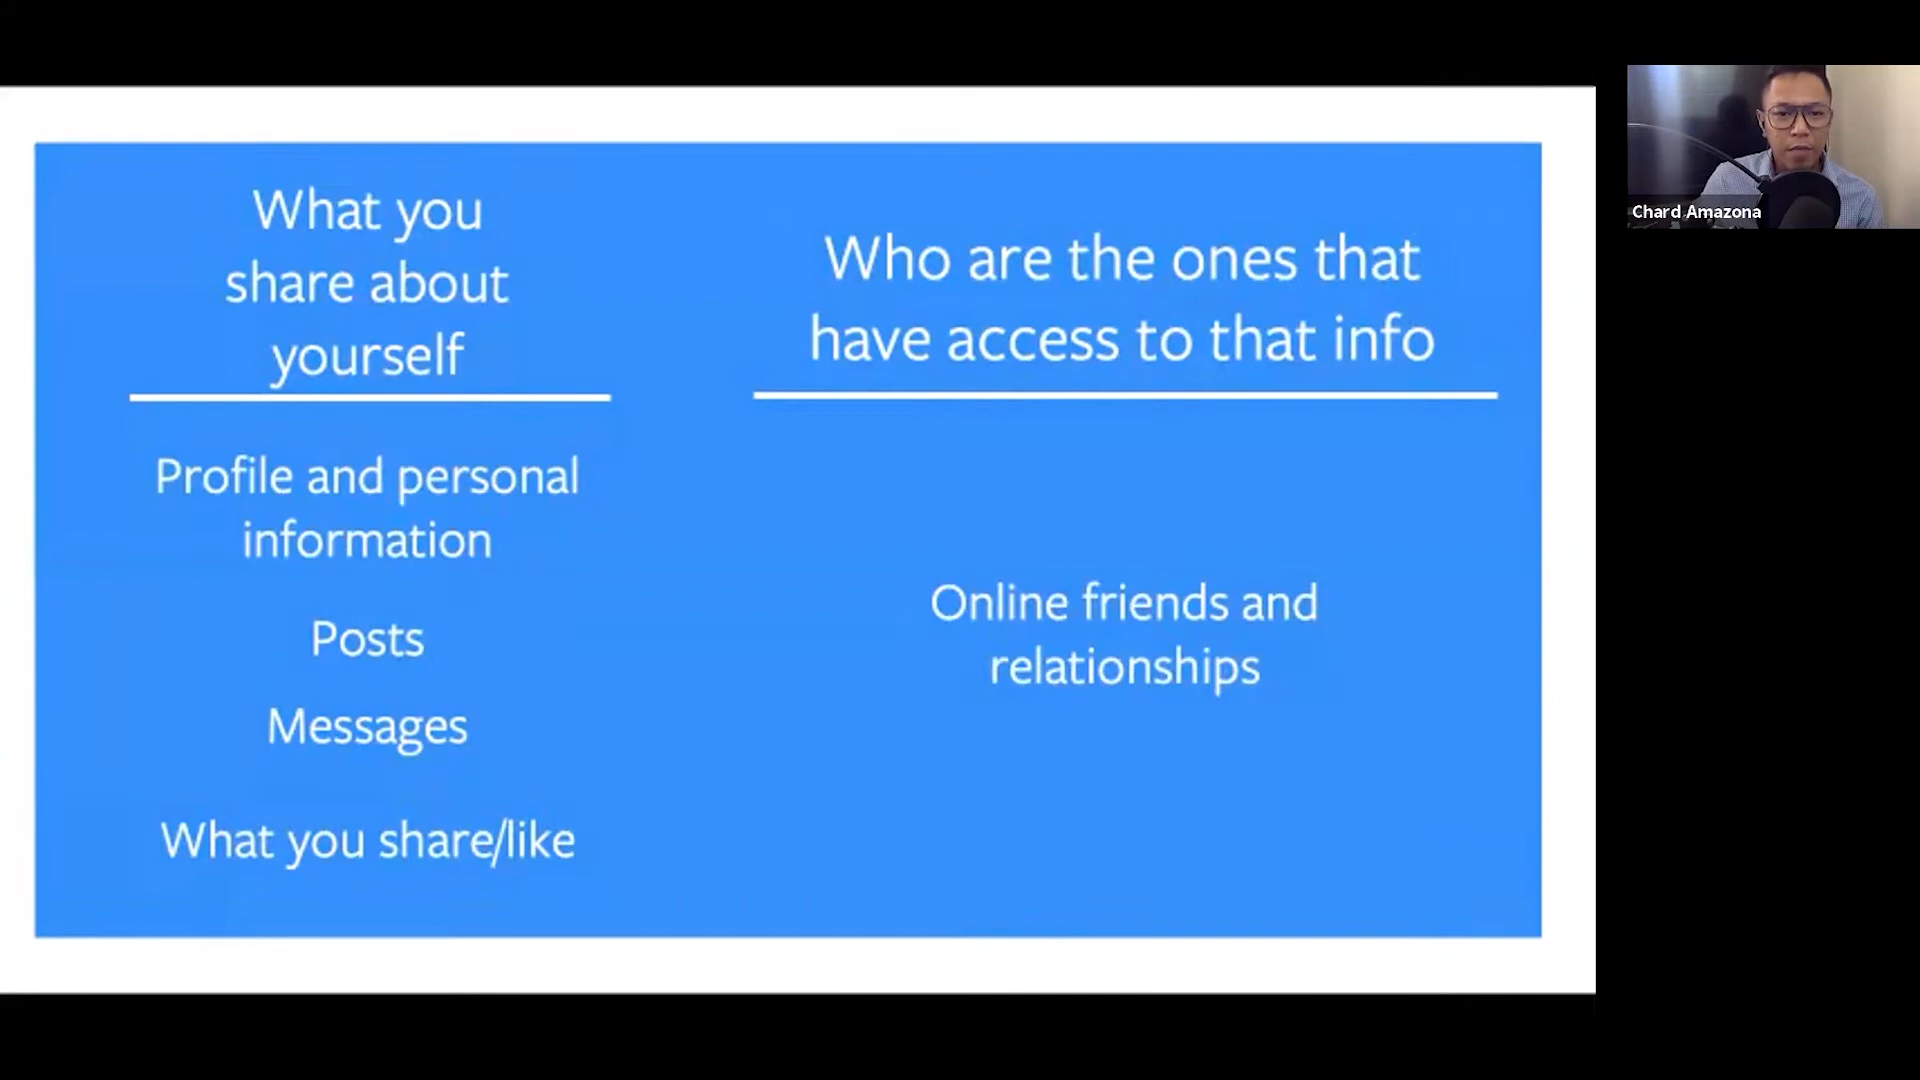 What you
share about
yourself
Profile and personal
information
Posts
Messages
What you share/like
Who are the ones that
have access to that info
Online friends and
relationships
Chard Amazona